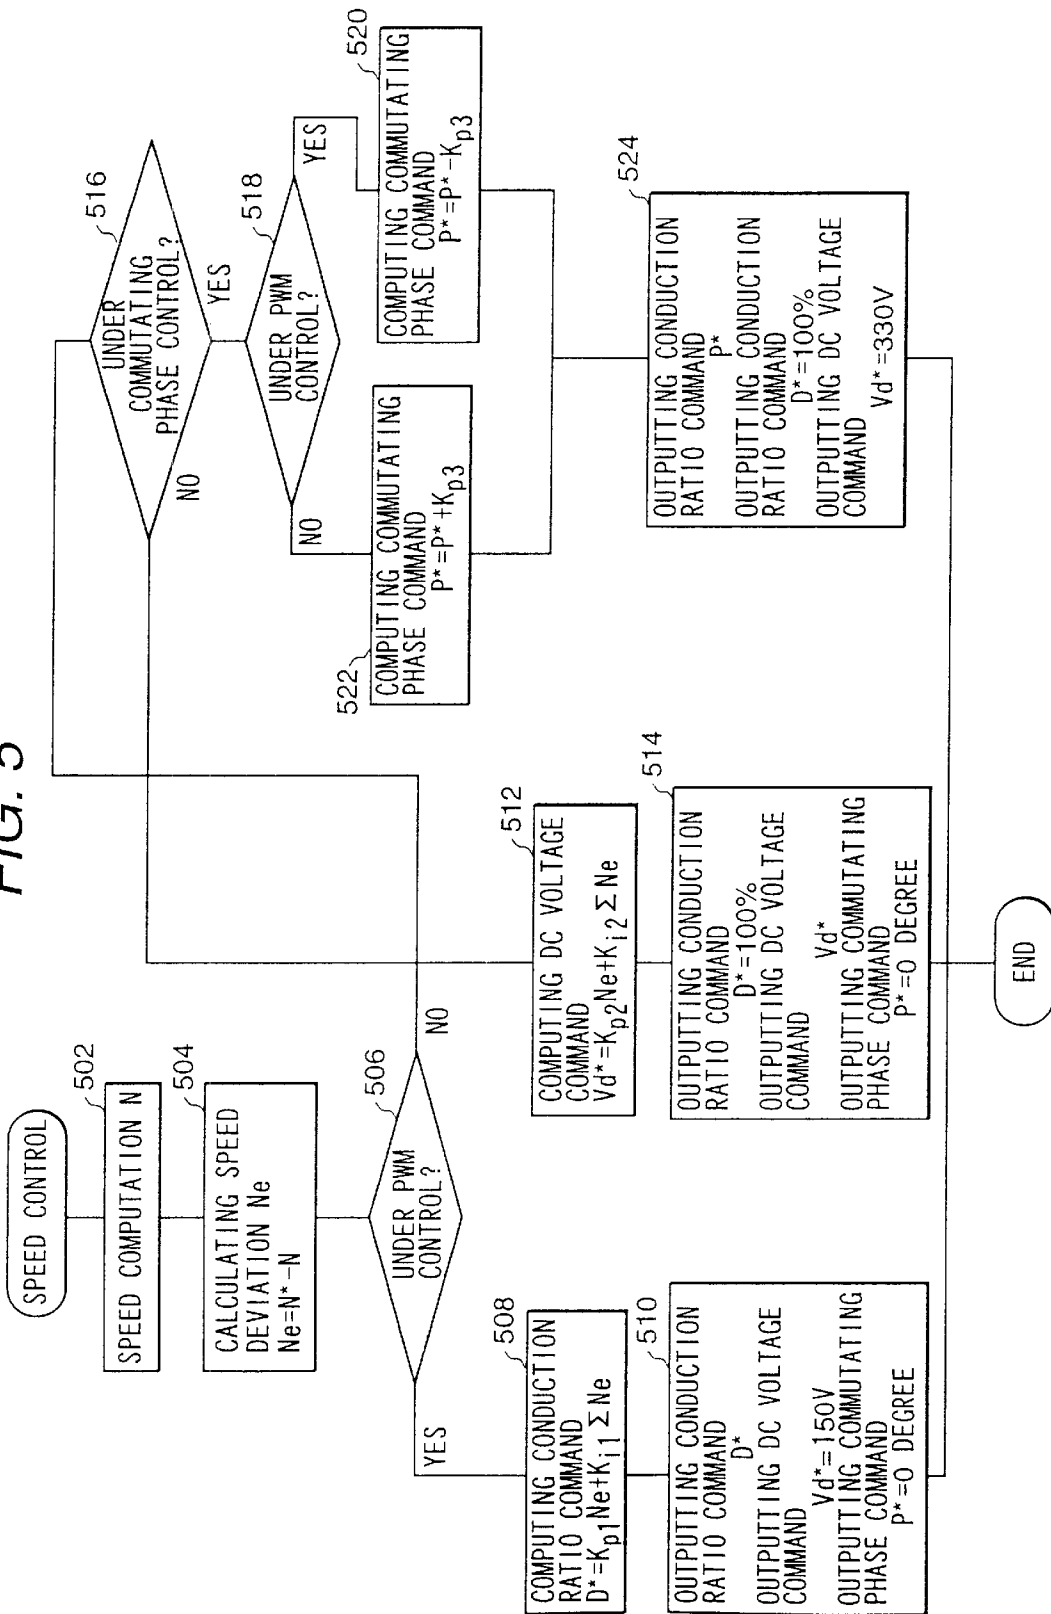 FIG. 5
SPEED CONTROL
502
SPEED COMPUTATION N
504
CALCULATING SPEED
DEVIATION Ne
Ne=N*-N
506
UNDER PWM
CONTROL?
YES
NO
508
COMPUTING CONDUCTION
RATIO COMMAND
D*=Kp1Ne+Ki1ΣNe
510
OUTPUTTING CONDUCTION
RATIO COMMAND
D*
OUTPUTTING DC VOLTAGE
COMMAND
Vd*=150V
OUTPUTTING COMMUTATING
PHASE COMMAND
P*=0 DEGREE
512
COMPUTING DC VOLTAGE
COMMAND
Vd*=Kp2Ne+Ki2ΣNe
514
OUTPUTTING CONDUCTION
RATIO COMMAND
D*=100%
OUTPUTTING DC VOLTAGE
COMMAND
Vd*
OUTPUTTING COMMUTATING
PHASE COMMAND
P*=0 DEGREE
516
UNDER
COMMUTATING
PHASE CONTROL?
NO
YES
518
UNDER PWM
CONTROL?
NO
YES
522
COMPUTING COMMUTATING
PHASE COMMAND
P*=P*+Kp3
520
COMPUTING COMMUTATING
PHASE COMMAND
P*=P*-Kp3
524
OUTPUTTING CONDUCTION
RATIO COMMAND
P*
OUTPUTTING CONDUCTION
RATIO COMMAND
D*=100%
OUTPUTTING DC VOLTAGE
COMMAND
Vd*=330V
END